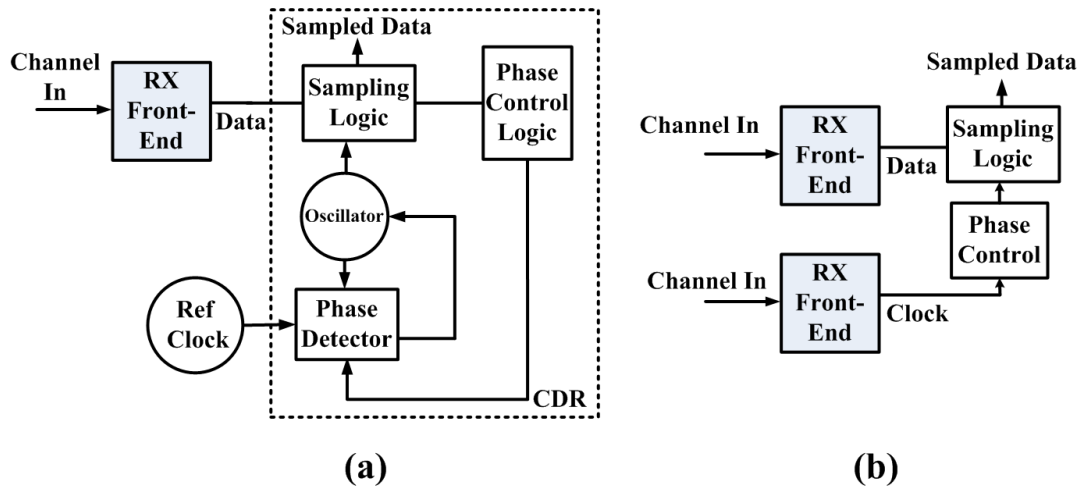 Channel
In
RX
Front-
End
Data
Sampled Data
Sampling
Logic
Phase
Control
Logic
Oscillator
Ref
Clock
Phase
Detector
CDR
(a)
Sampled Data
Channel In
RX
Front-
End
Data
Sampling
Logic
Phase
Control
Channel In
RX
Front-
End
Clock
(b)